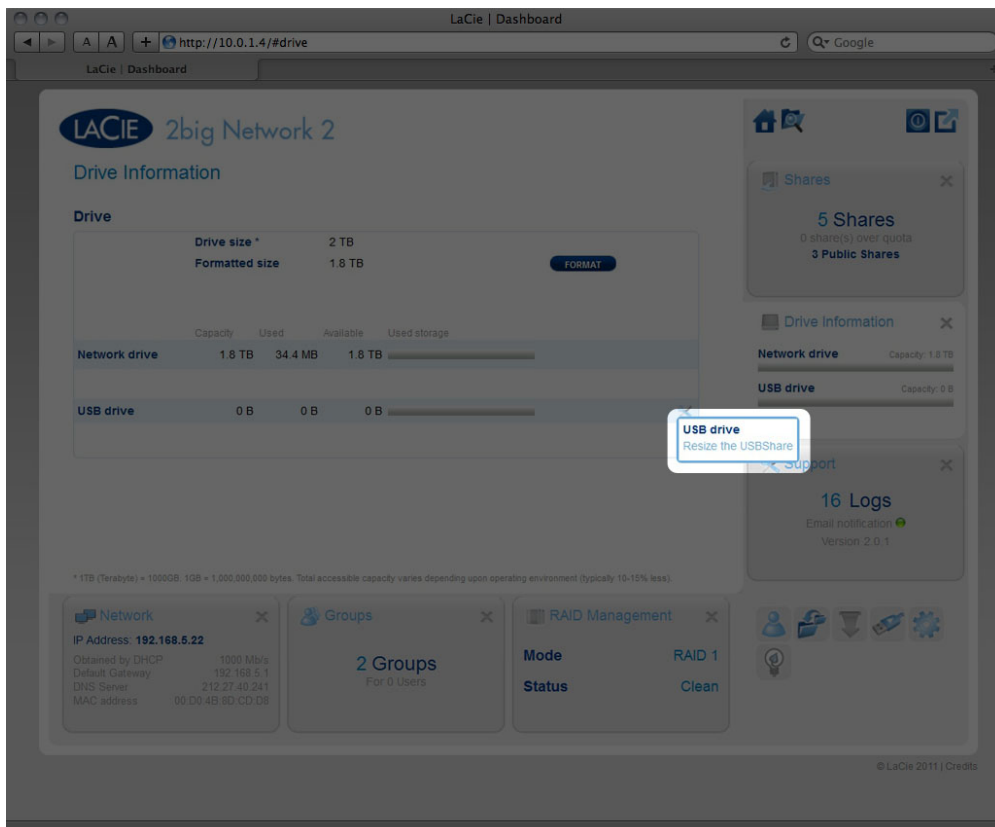 LaCie | Dashboard
A A + http://10.0.1.4/#drive Google
LaCie | Dashboard
LACIE 2big Network 2
Drive Information
Drive
Drive size * 2 TB
Formatted size 1.8 TB FORMAT
Capacity Used Available Used storage
Network drive 1.8 TB 34.4 MB 1.8 TB
USB drive 0 B 0 B 0 B
USB drive
Resize the USBShare
* 1TB (Terabyte) = 1000GB. 1GB = 1,000,000,000 bytes. Total accessible capacity varies depending upon operating environment (typically 10-15% less).
Shares
5 Shares
0 share(s) over quota
3 Public Shares
Drive Information
Network drive Capacity: 1.8 TB
USB drive Capacity: 0 B
Support
16 Logs
Email notification
Version 2.0.1
Network
IP Address: 192.168.5.22
Obtained by DHCP 1000 Mb/s
Default Gateway 192.168.5.1
DNS Server 212.27.40.241
MAC address 00:D0:4B:8D:CD:D8
Groups
2 Groups
For 0 Users
RAID Management
Mode RAID 1
Status Clean
© LaCie 2011 | Credits